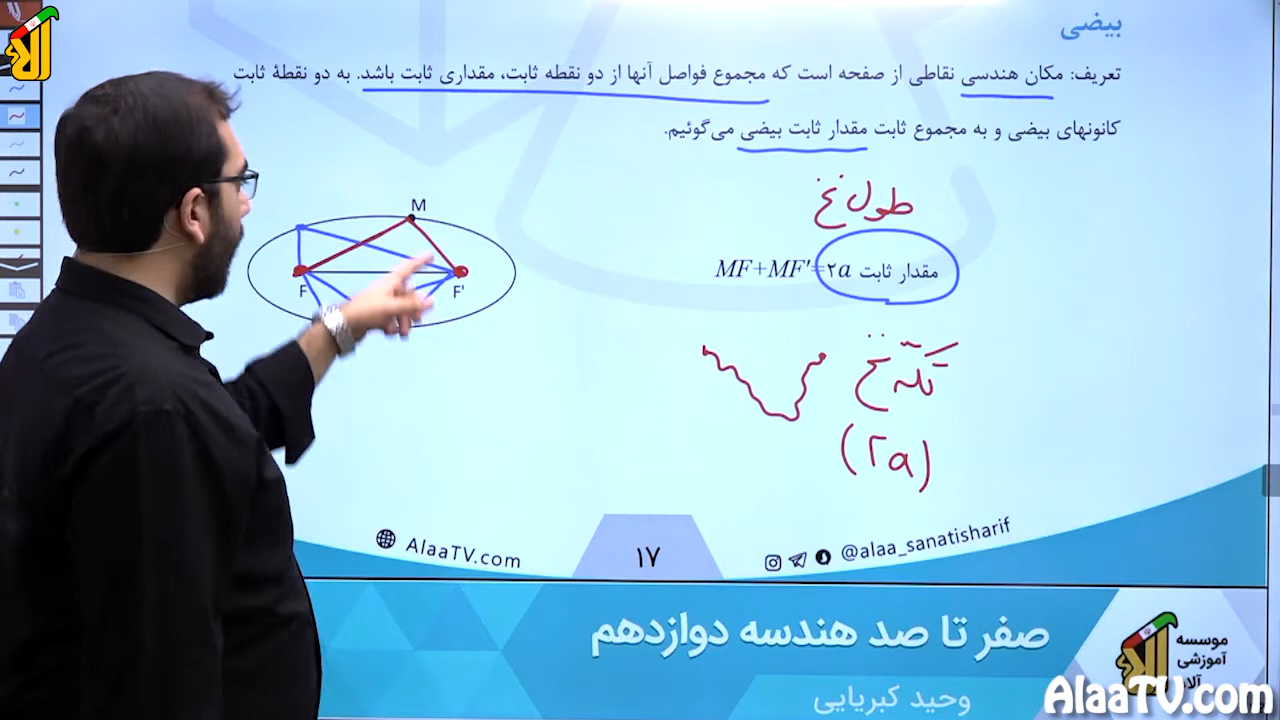 بیضی
تعریف: مکان هندسی نقاطی از صفحه است که مجموع فواصل آنها از دو نقطه ثابت، مقداری ثابت باشد. به دو نقطهٔ ثابت
کانونهای بیضی و به مجموع ثابت مقدار ثابت بیضی می‌گوئیم.
طول نخ
MF+MF'=۲a مقدار ثابت
M
F
F'
تکه نخ
(۲a)
AlaaTV.com
۱۷
@alaa_sanatisharif
صفر تا صد هندسه دوازدهم
وحید کبریایی
موسسه
آموزشی
آلاء
AlaaTV.com